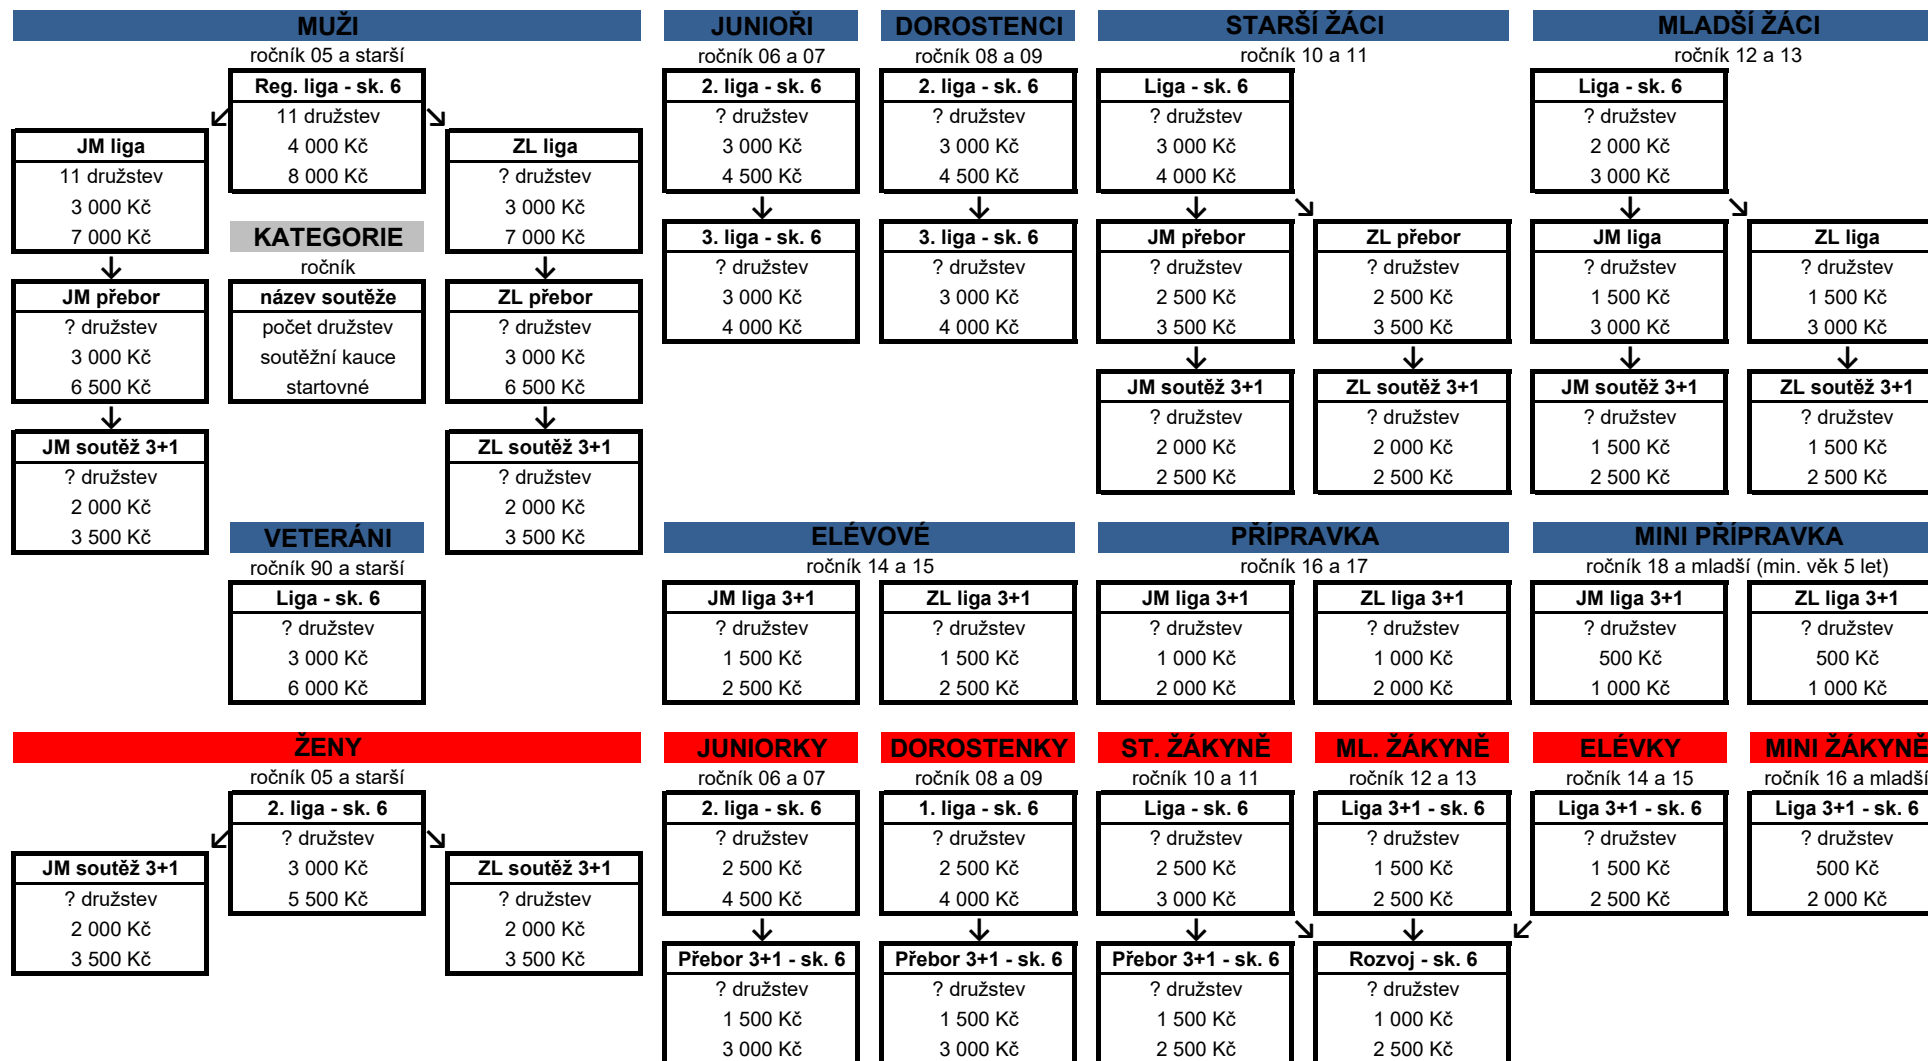 MUŽI
ročník 05 a starší
Reg. liga - sk. 6
11 družstev
4 000 Kč
8 000 Kč
JM liga
11 družstev
3 000 Kč
7 000 Kč
ZL liga
? družstev
3 000 Kč
7 000 Kč
KATEGORIE
ročník
název soutěže
počet družstev
soutěžní kauce
startovné
JM přebor
? družstev
3 000 Kč
6 500 Kč
ZL přebor
? družstev
3 000 Kč
6 500 Kč
JM soutěž 3+1
? družstev
2 000 Kč
3 500 Kč
ZL soutěž 3+1
? družstev
2 000 Kč
3 500 Kč
JUNIOŘI
ročník 06 a 07
2. liga - sk. 6
? družstev
3 000 Kč
4 500 Kč
3. liga - sk. 6
? družstev
3 000 Kč
4 000 Kč
DOROSTENCI
ročník 08 a 09
2. liga - sk. 6
? družstev
3 000 Kč
4 500 Kč
3. liga - sk. 6
? družstev
3 000 Kč
4 000 Kč
STARŠÍ ŽÁCI
ročník 10 a 11
Liga - sk. 6
? družstev
3 000 Kč
4 000 Kč
JM přebor
? družstev
2 500 Kč
3 500 Kč
ZL přebor
? družstev
2 500 Kč
3 500 Kč
JM soutěž 3+1
? družstev
2 000 Kč
2 500 Kč
ZL soutěž 3+1
? družstev
2 000 Kč
2 500 Kč
MLADŠÍ ŽÁCI
ročník 12 a 13
Liga - sk. 6
? družstev
2 000 Kč
3 000 Kč
JM liga
? družstev
1 500 Kč
3 000 Kč
ZL liga
? družstev
1 500 Kč
3 000 Kč
JM soutěž 3+1
? družstev
1 500 Kč
2 500 Kč
ZL soutěž 3+1
? družstev
1 500 Kč
2 500 Kč
VETERÁNI
ročník 90 a starší
Liga - sk. 6
? družstev
3 000 Kč
6 000 Kč
ELÉVOVÉ
ročník 14 a 15
JM liga 3+1
? družstev
1 500 Kč
2 500 Kč
ZL liga 3+1
? družstev
1 500 Kč
2 500 Kč
PŘÍPRAVKA
ročník 16 a 17
JM liga 3+1
? družstev
1 000 Kč
2 000 Kč
ZL liga 3+1
? družstev
1 000 Kč
2 000 Kč
MINI PŘÍPRAVKA
ročník 18 a mladší (min. věk 5 let)
JM liga 3+1
? družstev
500 Kč
1 000 Kč
ZL liga 3+1
? družstev
500 Kč
1 000 Kč
ŽENY
ročník 05 a starší
2. liga - sk. 6
? družstev
3 000 Kč
5 500 Kč
JM soutěž 3+1
? družstev
2 000 Kč
3 500 Kč
ZL soutěž 3+1
? družstev
2 000 Kč
3 500 Kč
JUNIORKY
ročník 06 a 07
2. liga - sk. 6
? družstev
2 500 Kč
4 500 Kč
Přebor 3+1 - sk. 6
? družstev
1 500 Kč
3 000 Kč
DOROSTENKY
ročník 08 a 09
1. liga - sk. 6
? družstev
2 500 Kč
4 000 Kč
Přebor 3+1 - sk. 6
? družstev
1 500 Kč
3 000 Kč
ST. ŽÁKYNĚ
ročník 10 a 11
Liga - sk. 6
? družstev
2 500 Kč
3 000 Kč
Přebor 3+1 - sk. 6
? družstev
1 500 Kč
2 500 Kč
ML. ŽÁKYNĚ
ročník 12 a 13
Liga 3+1 - sk. 6
? družstev
1 500 Kč
2 500 Kč
Rozvoj - sk. 6
? družstev
1 000 Kč
2 500 Kč
ELÉVKY
ročník 14 a 15
Liga 3+1 - sk. 6
? družstev
1 500 Kč
2 500 Kč
MINI ŽÁKYNĚ
ročník 16 a mladší
Liga 3+1 - sk. 6
? družstev
500 Kč
2 000 Kč